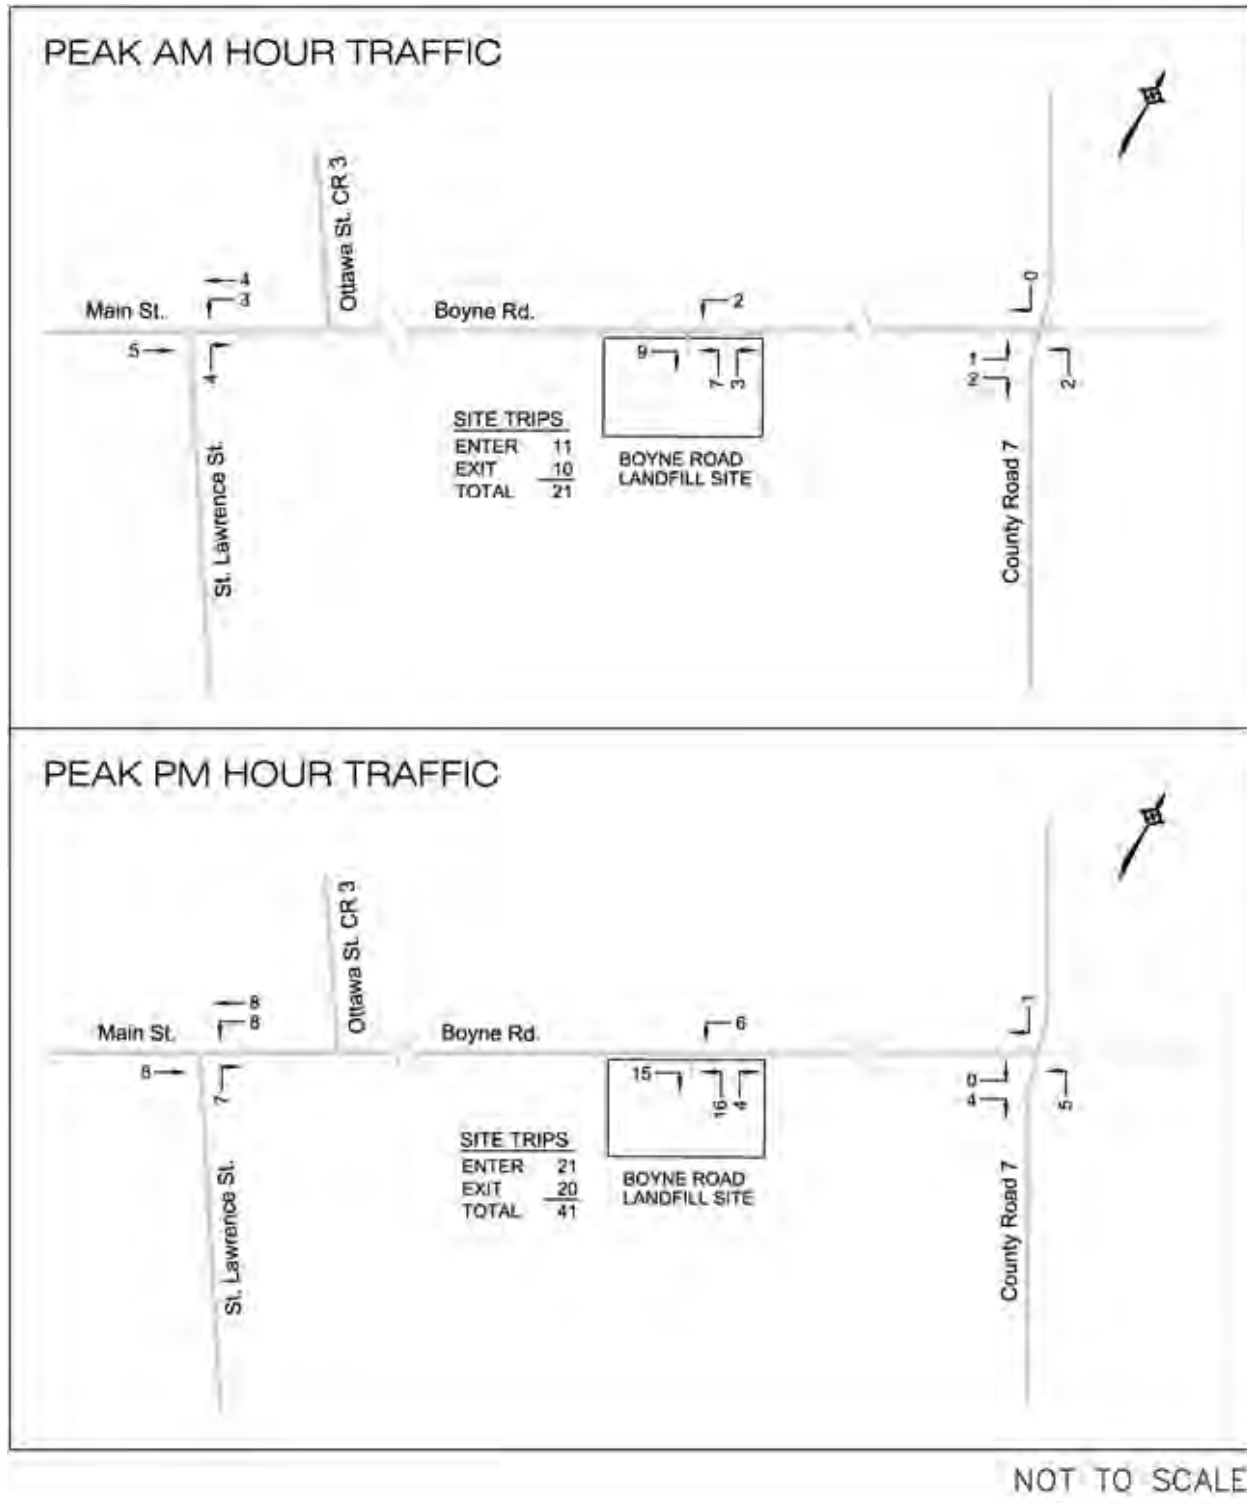 PEAK AM HOUR TRAFFIC
Ottawa St. CR 3
4
3
Main St.
Boyne Rd.
2
0
5
4
9
7
3
1
2
2
SITE TRIPS
ENTER 11
EXIT 10
TOTAL 21
BOYNE ROAD
LANDFILL SITE
St. Lawrence St.
County Road 7
PEAK PM HOUR TRAFFIC
Ottawa St. CR 3
8
8
Main St.
Boyne Rd.
6
1
8
7
15
16
4
0
4
5
SITE TRIPS
ENTER 21
EXIT 20
TOTAL 41
BOYNE ROAD
LANDFILL SITE
St. Lawrence St.
County Road 7
NOT TO SCALE